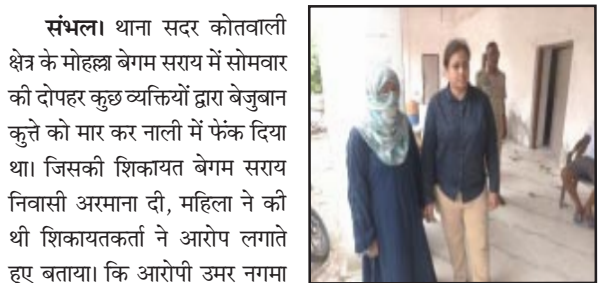 संभल। थाना सदर कोतवाली
क्षेत्र के मोहल्ला बेगम सराय में सोमवार
की दोपहर कुछ व्यक्तियों द्वारा बेजुबान
कुत्ते को मार कर नाली में फेंक दिया
था। जिसकी शिकायत बेगम सराय
निवासी अरमाना दी, महिला ने की
थी शिकायतकर्ता ने आरोप लगाते
हुए बताया। कि आरोपी उमर नगमा